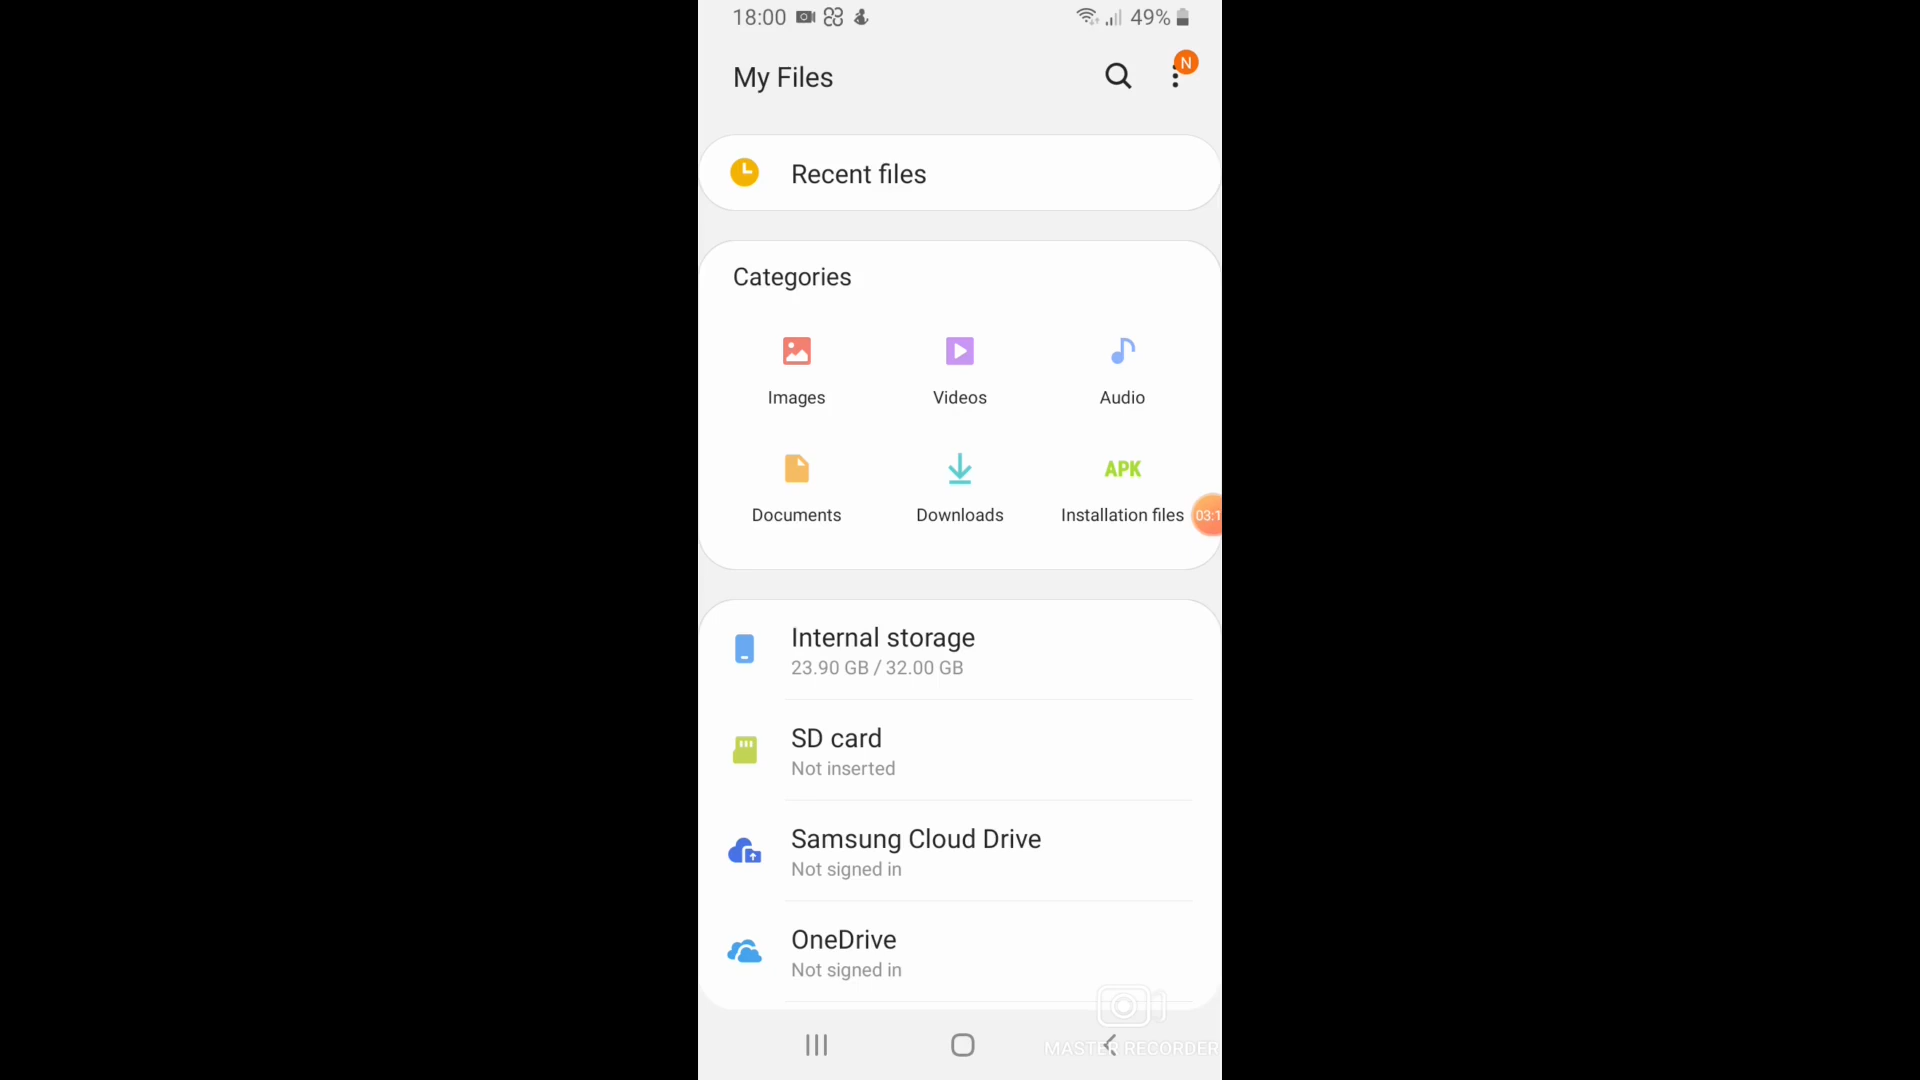 18:00 49%
My Files N
Recent files
Categories
Images Videos Audio
APK
Documents Downloads Installation files 03:1
Internal storage
23.90 GB / 32.00 GB
SD card
Not inserted
Samsung Cloud Drive
Not signed in
OneDrive
Not signed in
MASTER RECORDER